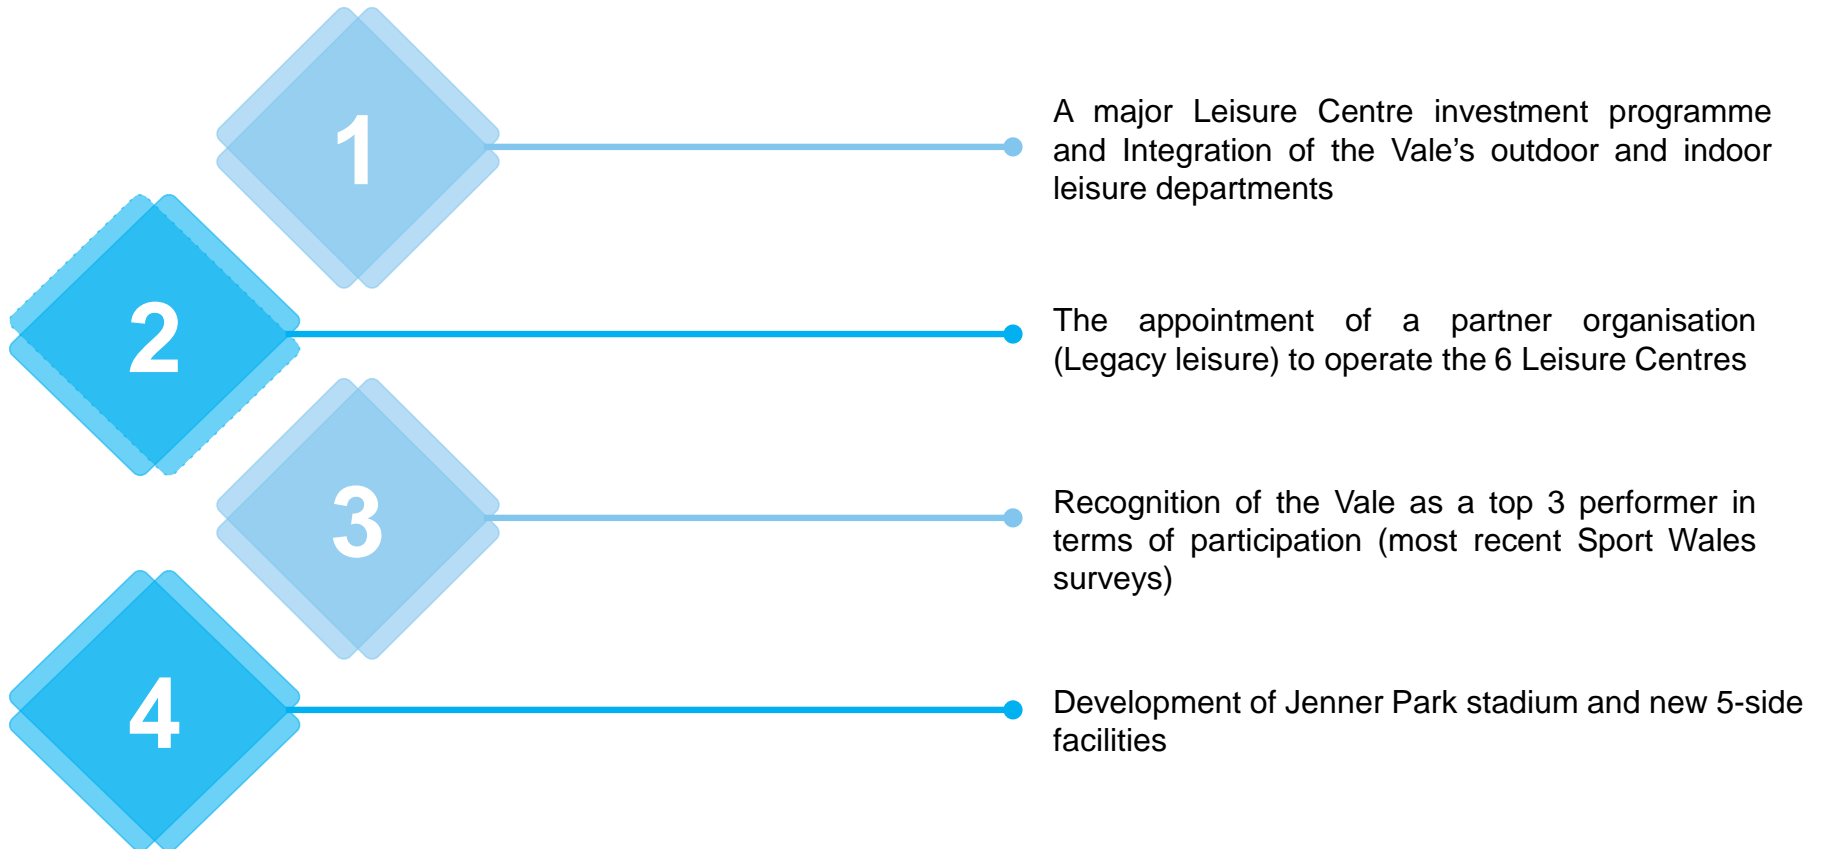 1
A major Leisure Centre investment programme
and Integration of the Vale’s outdoor and indoor
leisure departments
2
The appointment of a partner organisation
(Legacy leisure) to operate the 6 Leisure Centres
3
Recognition of the Vale as a top 3 performer in
terms of participation (most recent Sport Wales
surveys)
4
Development of Jenner Park stadium and new 5-side
facilities